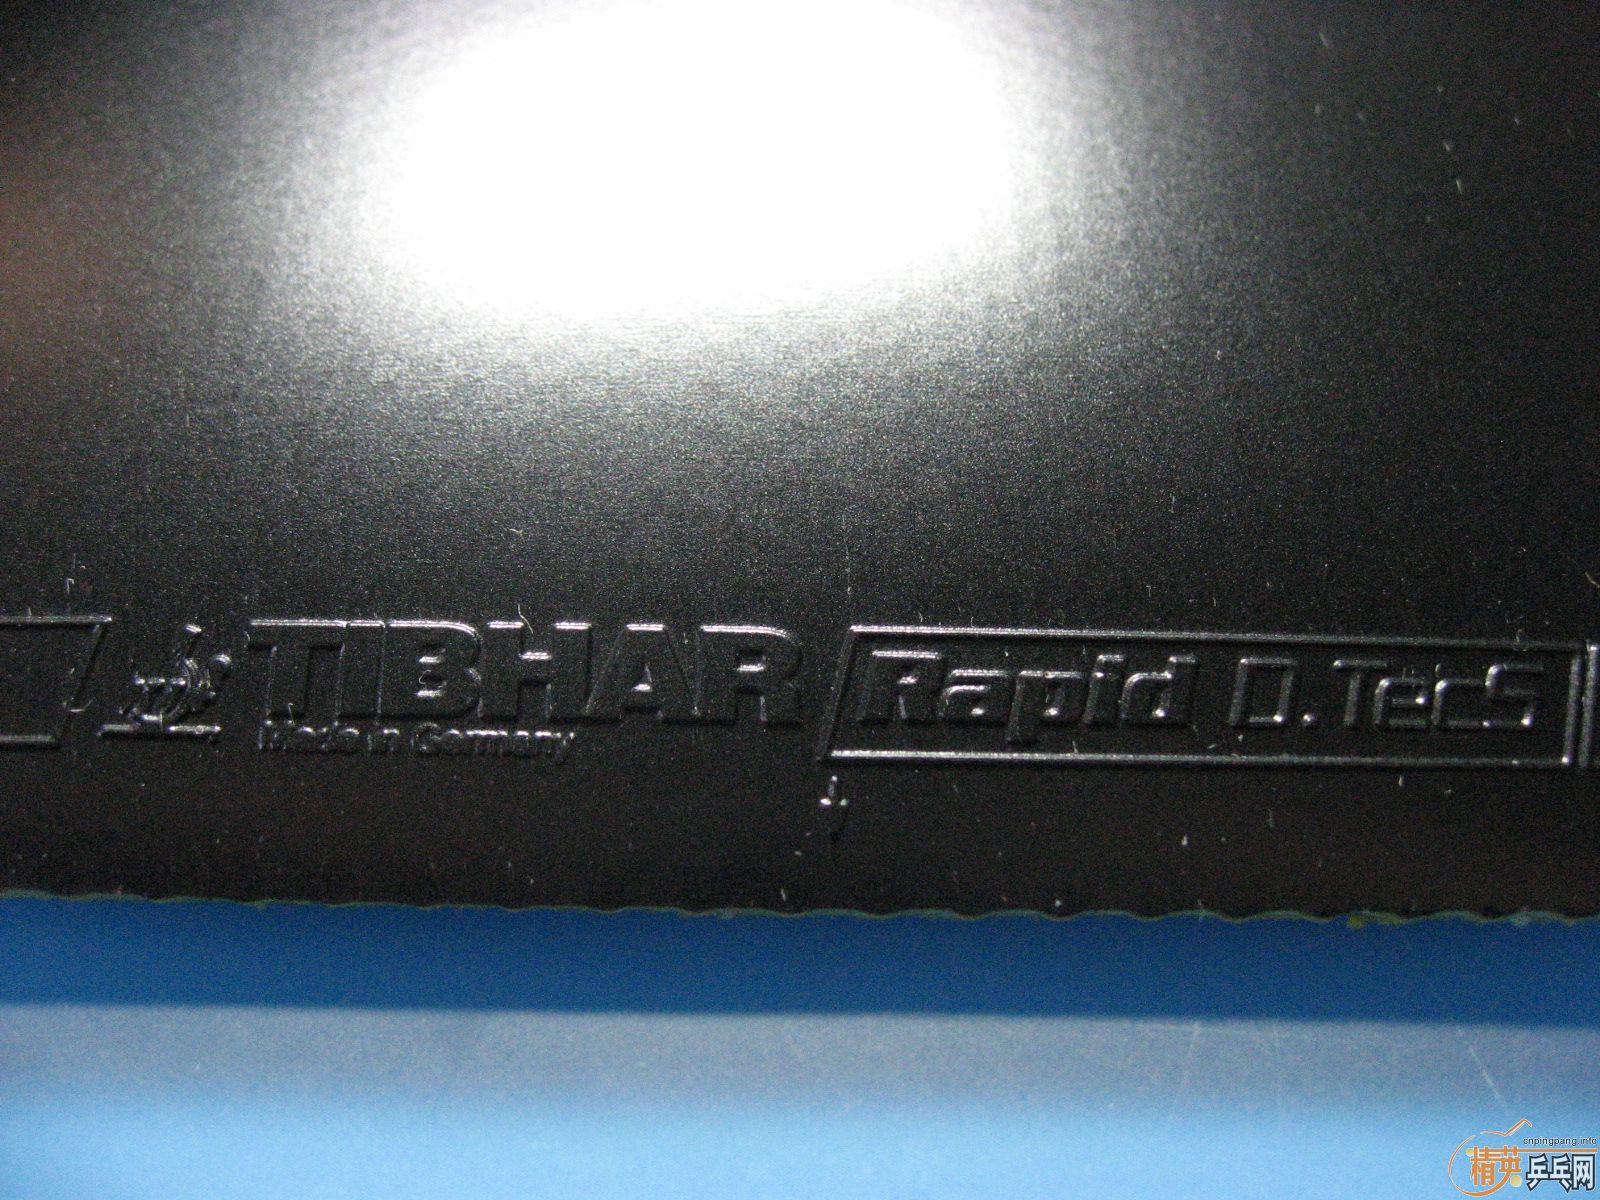 TIBHAR
Made in Germany
Rapid D.TecS
cnpingpang.info
精英乒乓网